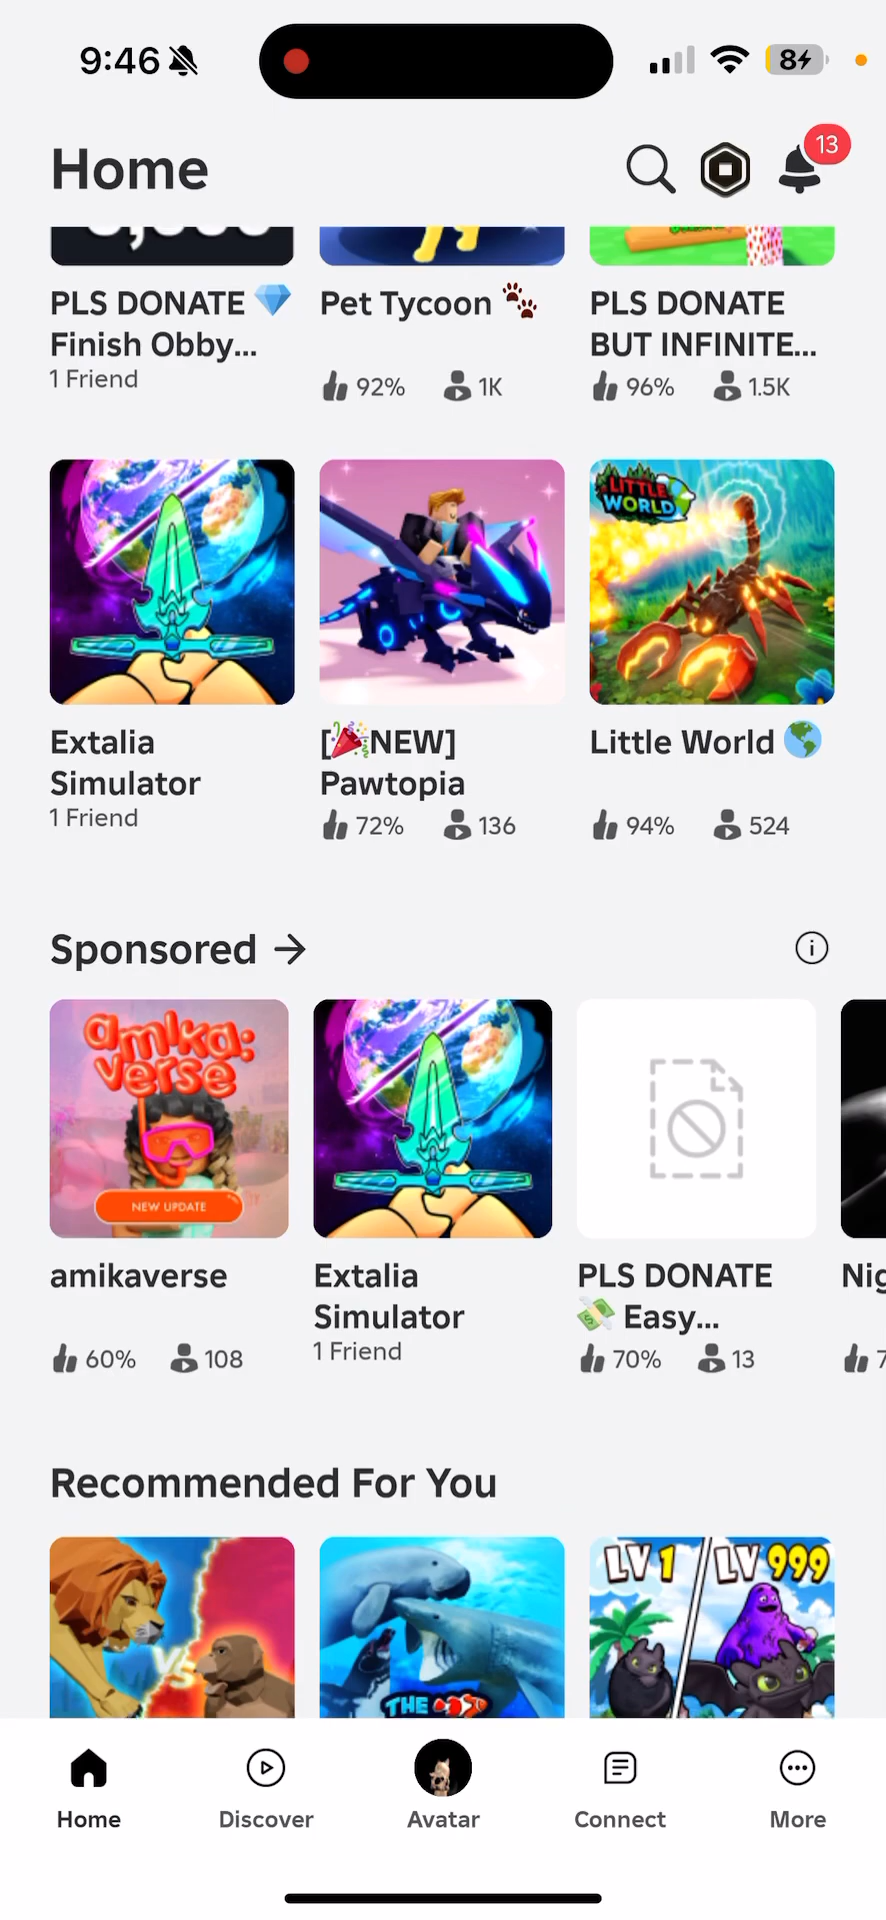 9:46
8
Home
13
PLS DONATE 💎
Finish Obby...
1 Friend
Pet Tycoon 🐾
92% 1K
PLS DONATE
BUT INFINITE...
96% 1.5K
LITTLE
WORLD
Extalia
Simulator
1 Friend
[🎉NEW]
Pawtopia
72% 136
Little World 🌎
94% 524
Sponsored →
amika:
verse
NEW UPDATE
amikaverse
60% 108
Extalia
Simulator
1 Friend
PLS DONATE
💸 Easy...
70% 13
Nig
7
Recommended For You
VS
THE
LV 1
LV 999
Home
Discover
Avatar
Connect
More